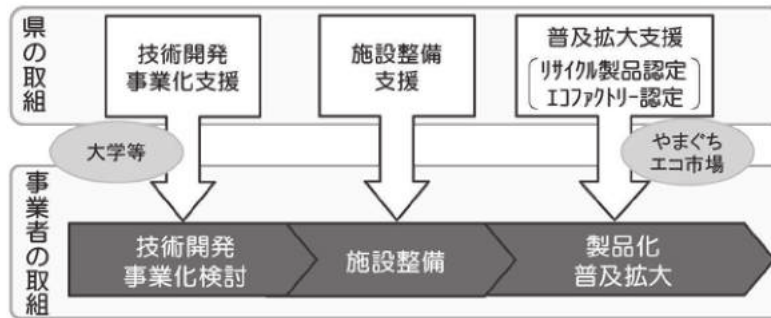 県の取組
技術開発
事業化支援
施設整備
支援
普及拡大支援
リサイクル製品認定
エコファクトリー認定
大学等
やまぐち
エコ市場
事業者の取組
技術開発
事業化検討
施設整備
製品化
普及拡大